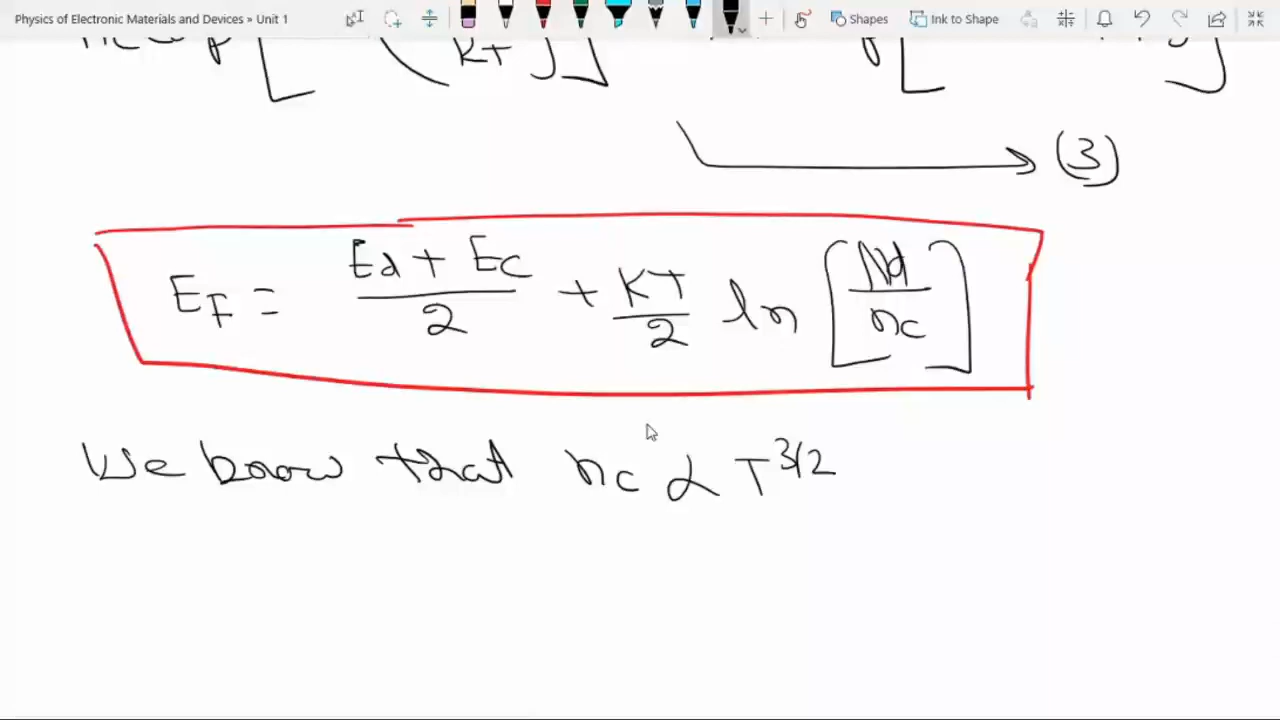 Physics of Electronic Materials and Devices » Unit 1
Shapes Ink to Shape
(KT)
(3)
EF = Ed + Ec / 2 + KT / 2 ln [Nd / nc]
We know that nc α T^3/2